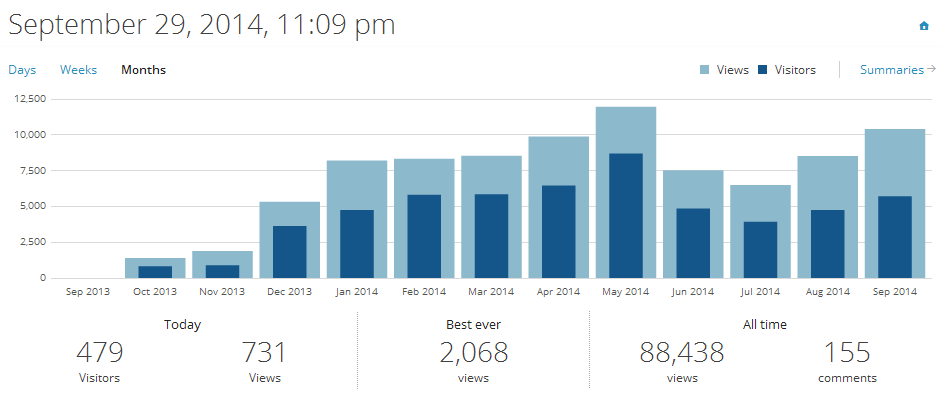 September 29, 2014, 11:09 pm
Days Weeks Months Views Visitors Summaries →
12,500
10,000
7,500
5,000
2,500
0
Sep 2013 Oct 2013 Nov 2013 Dec 2013 Jan 2014 Feb 2014 Mar 2014 Apr 2014 May 2014 Jun 2014 Jul 2014 Aug 2014 Sep 2014
Today Best ever All time
479 731 2,068 88,438 155
Visitors Views views views comments